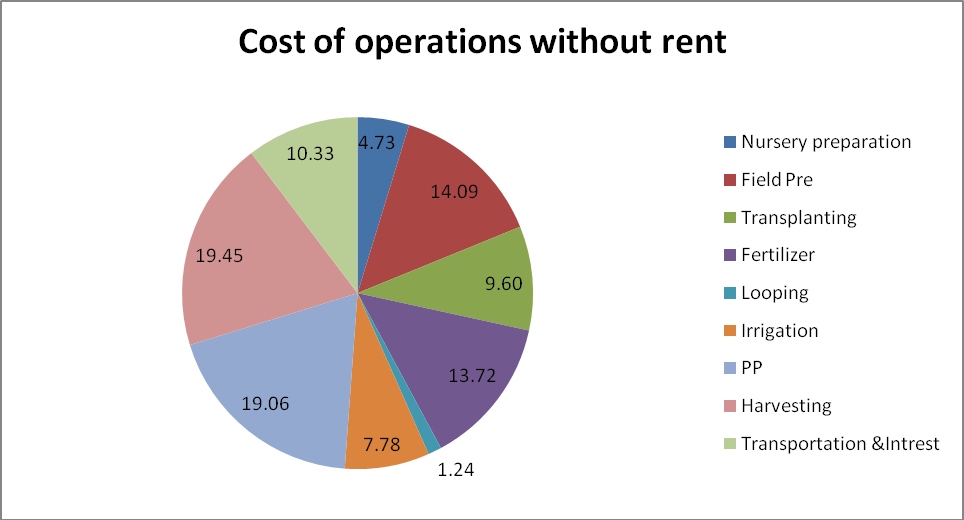 Cost of operations without rent
4.73
14.09
9.60
13.72
1.24
7.78
19.06
19.45
10.33
Nursery preparation
Field Pre
Transplanting
Fertilizer
Looping
Irrigation
PP
Harvesting
Transportation &Intrest